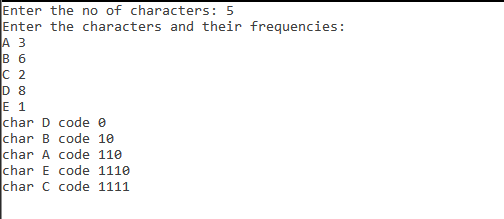 Enter the no of characters: 5
Enter the characters and their frequencies:
A 3
B 6
C 2
D 8
E 1
char D code 0
char B code 10
char A code 110
char E code 1110
char C code 1111